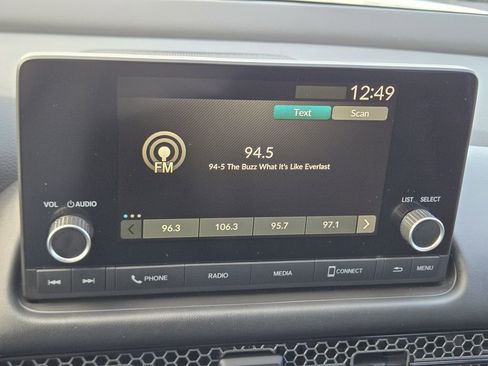 12:49
Text Scan
94.5
94-5 The Buzz What It's Like Everlast
FM
VOL AUDIO
LIST SELECT
96.3 106.3 95.7 97.1
PHONE RADIO MEDIA CONNECT MENU